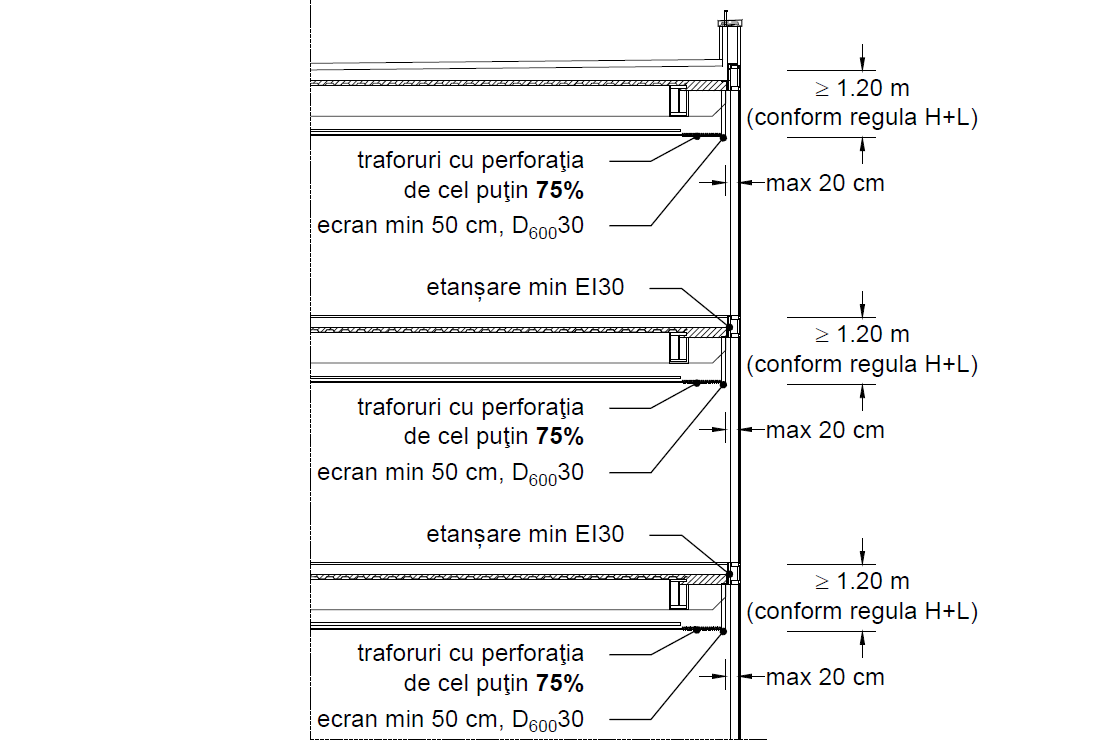 ≥ 1.20 m
(conform regula H+L)
traforuri cu perforaţia
de cel puţin 75%
max 20 cm
ecran min 50 cm, D60030
etanșare min EI30
≥ 1.20 m
(conform regula H+L)
traforuri cu perforaţia
de cel puţin 75%
max 20 cm
ecran min 50 cm, D60030
etanșare min EI30
≥ 1.20 m
(conform regula H+L)
traforuri cu perforaţia
de cel puţin 75%
max 20 cm
ecran min 50 cm, D60030